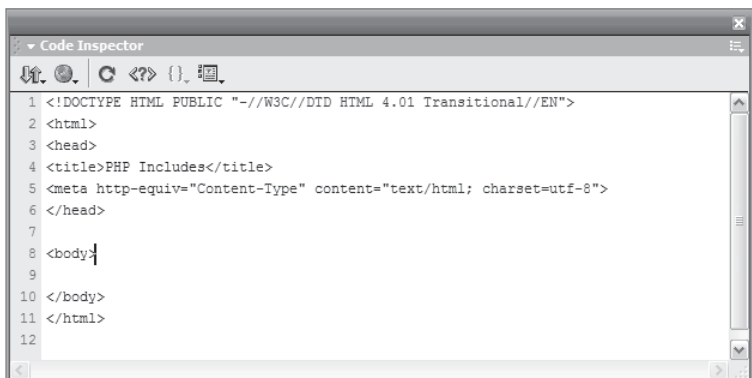 Code Inspector
1 <!DOCTYPE HTML PUBLIC "-//W3C//DTD HTML 4.01 Transitional//EN">
2 <html>
3 <head>
4 <title>PHP Includes</title>
5 <meta http-equiv="Content-Type" content="text/html; charset=utf-8">
6 </head>
7
8 <body>
9
10 </body>
11 </html>
12